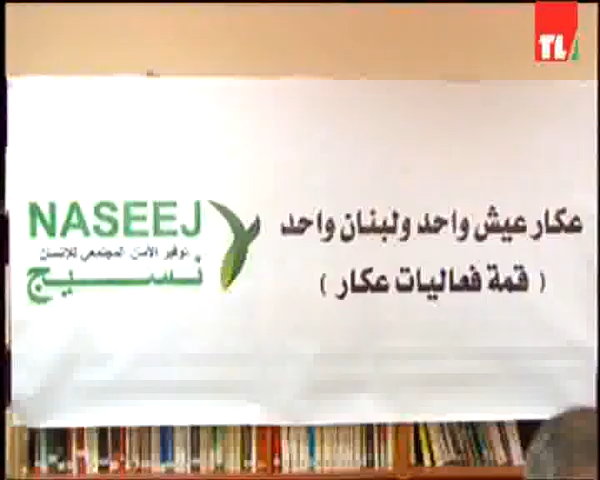 TL
NASEEJ
توفير الأمن المجتمعي للإنسان
نسيج
عكار عيش واحد ولبنان واحد
( قمة فعاليات عكار )